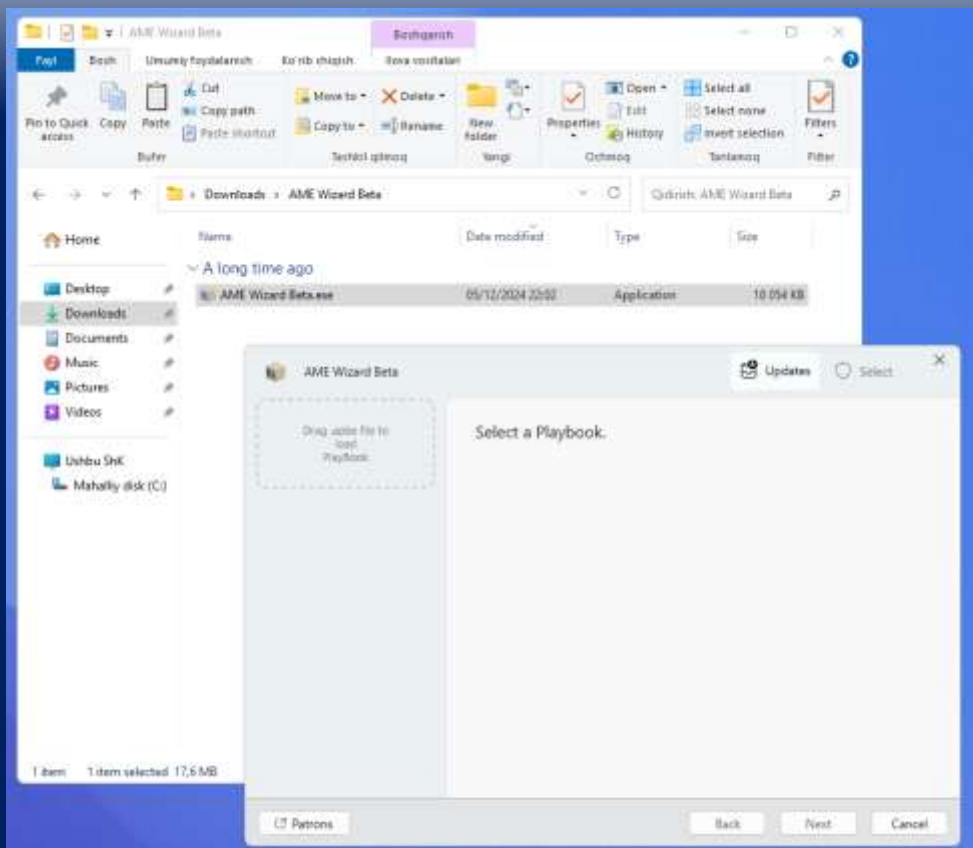 AME Wizard Beta
Boshqarish
Fayl Bosh Umumiy foydalanish Ko'rib chiqish Ilova vositalari
Pin to Quick access
Copy
Paste
Cut
Copy path
Paste shortcut
Bufer
Move to
Copy to
Delete
Rename
Tashkil qilmoq
New folder
Yangi
Properties
Open
Edit
History
Ochmoq
Select all
Select none
Invert selection
Tanlamoq
Filters
Filter
Downloads › AME Wizard Beta
Qidirish: AME Wizard Beta
Name Date modified Type Size
A long time ago
AME Wizard Beta.exe 05/12/2024 22:02 Application 18 054 KB
Home
Desktop
Downloads
Documents
Music
Pictures
Videos
Ushbu ShK
Mahalliy disk (C:)
1 item 1 item selected 17,6 MB
AME Wizard Beta
Updates Select
Drag .apbx file to
load
Playbook
Select a Playbook.
Patrons
Back Next Cancel